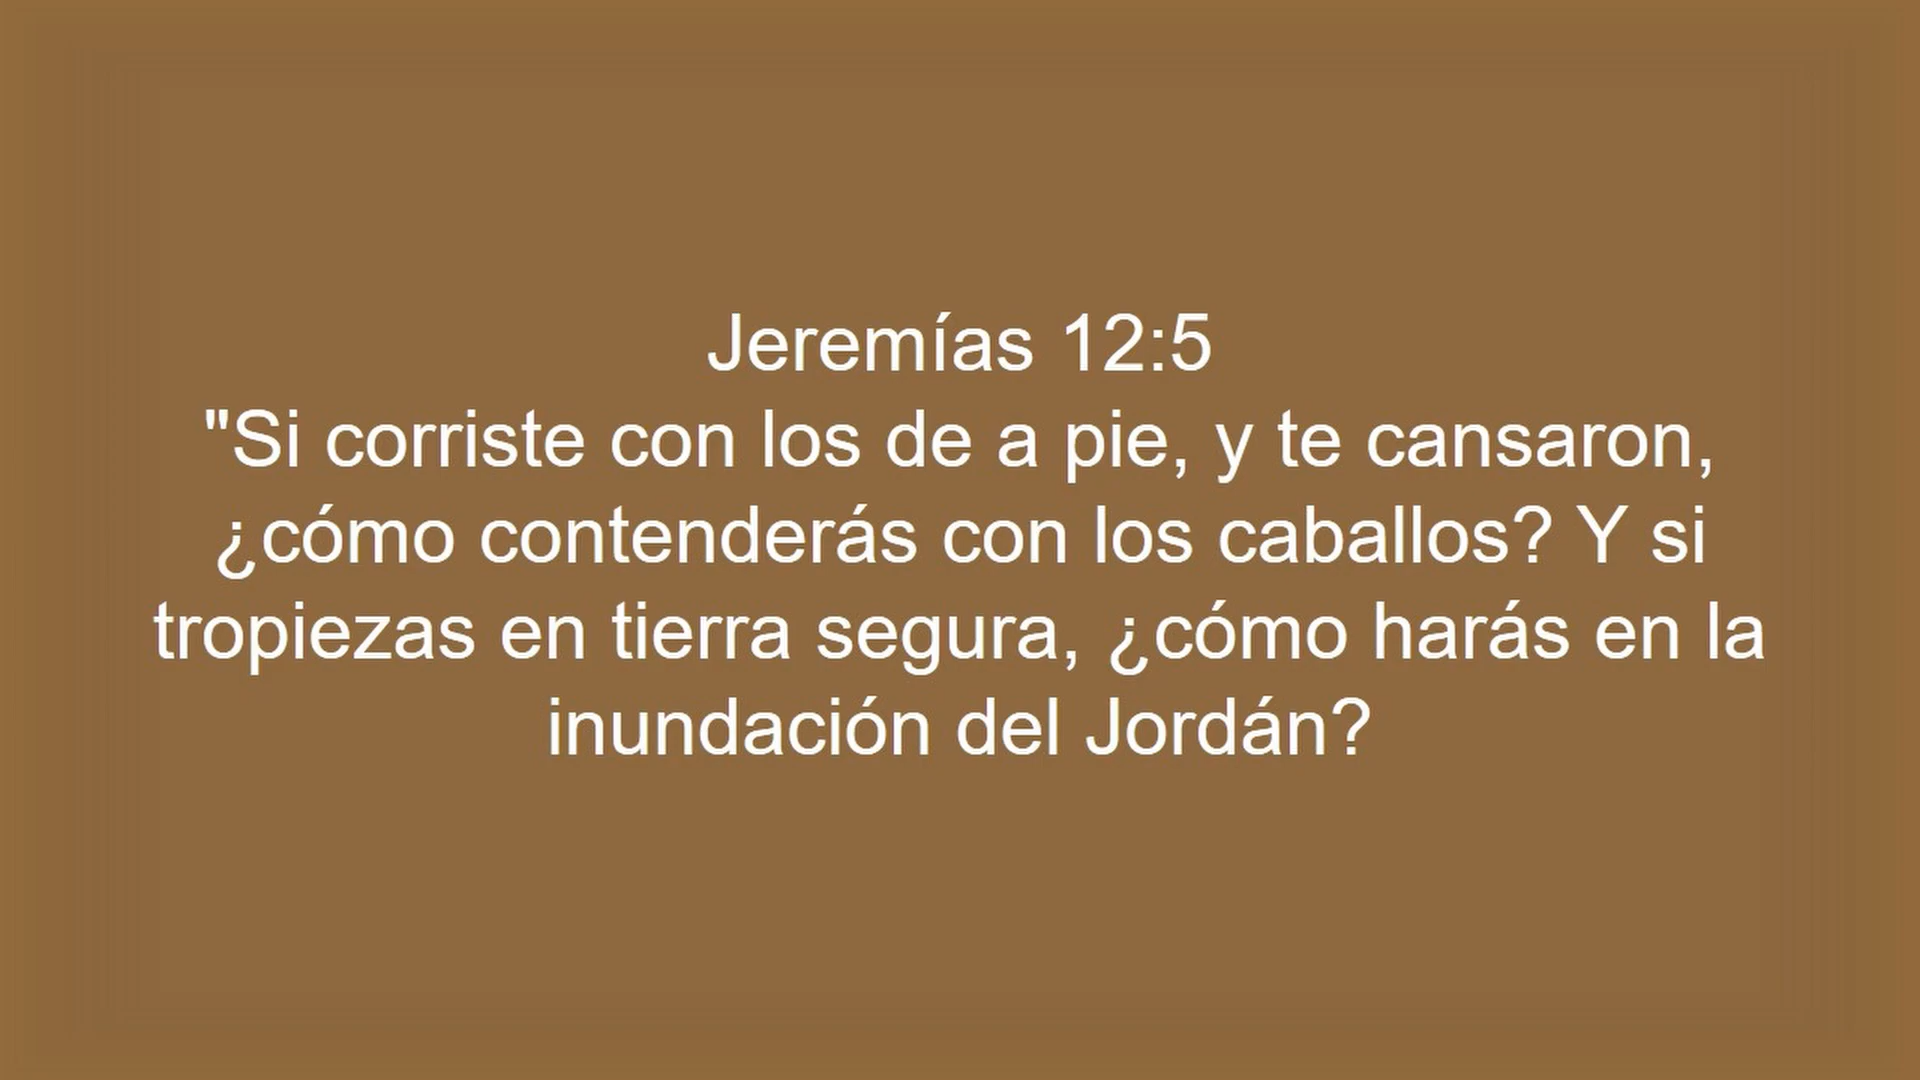 Jeremías 12:5
"Si corriste con los de a pie, y te cansaron,
¿cómo contenderás con los caballos? Y si
tropiezas en tierra segura, ¿cómo harás en la
inundación del Jordán?